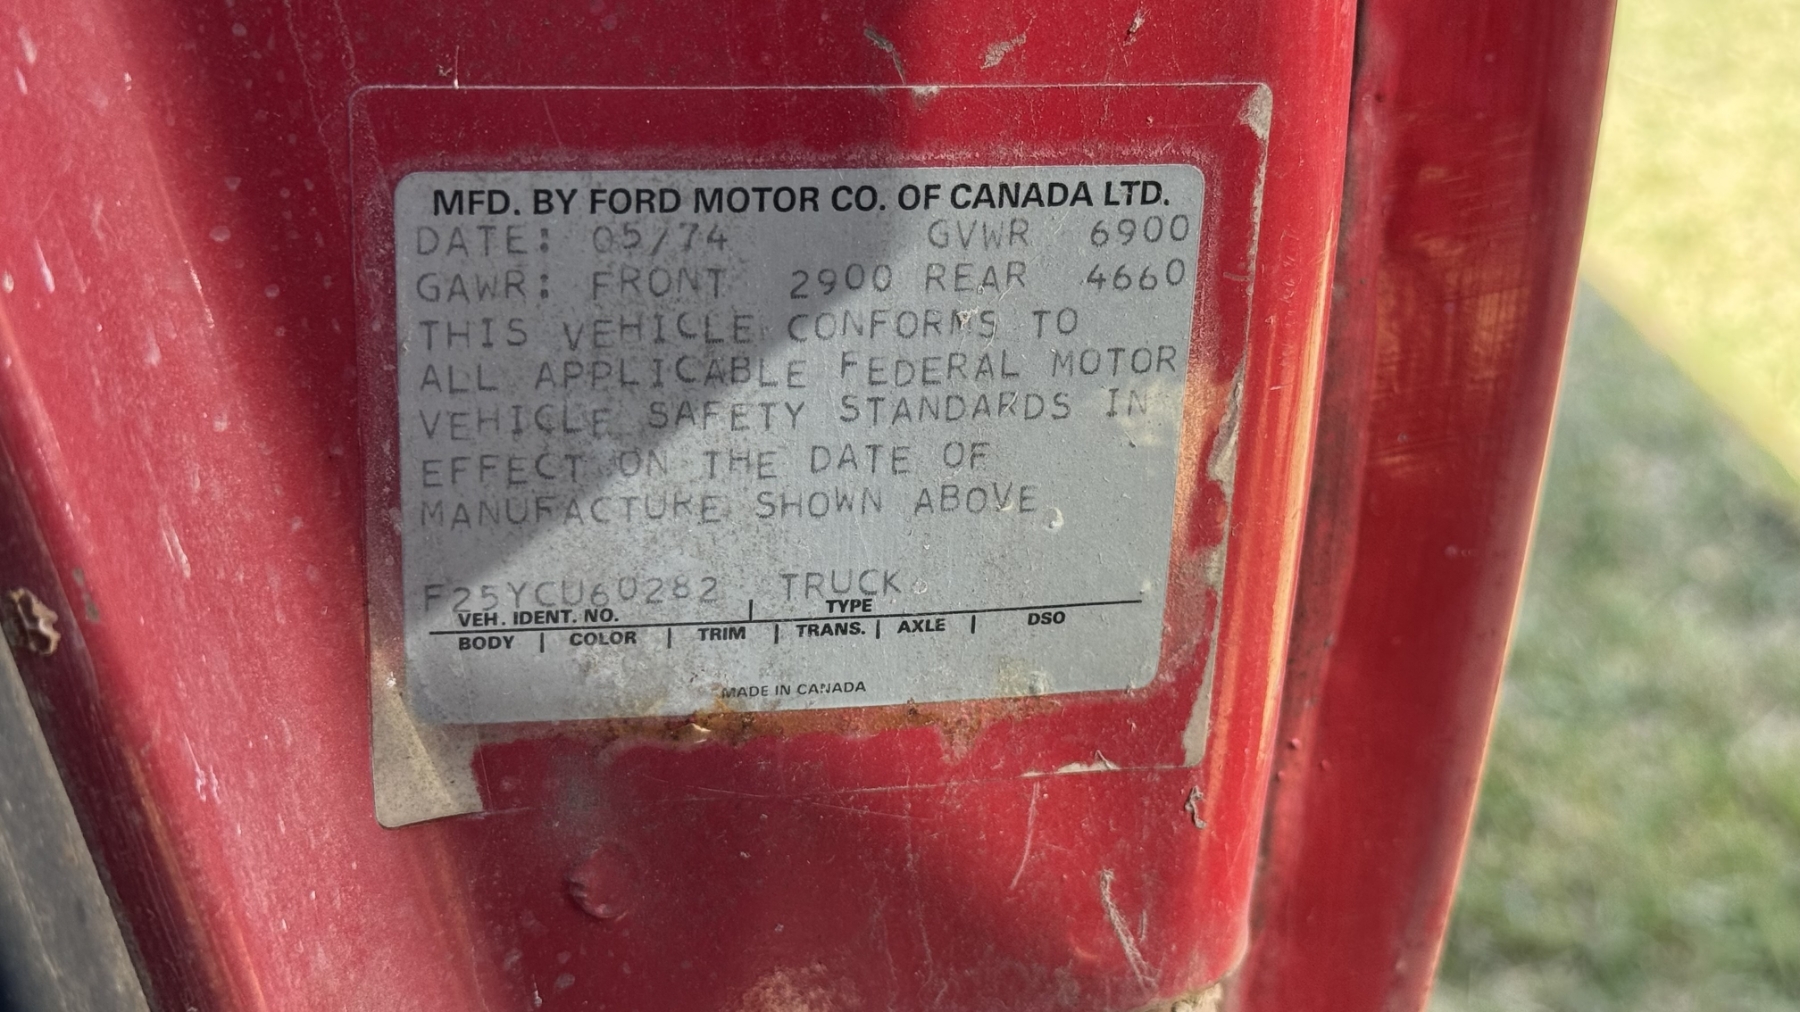 MFD. BY FORD MOTOR CO. OF CANADA LTD.
DATE: 05/74 GVWR 6900
GAWR: FRONT 2900 REAR 4660
THIS VEHICLE CONFORMS TO
ALL APPLICABLE FEDERAL MOTOR
VEHICLE SAFETY STANDARDS IN
EFFECT ON THE DATE OF
MANUFACTURE SHOWN ABOVE
F25YCU60282 TRUCK
VEH. IDENT. NO. | TYPE
BODY | COLOR | TRIM | TRANS. | AXLE | DSO
MADE IN CANADA